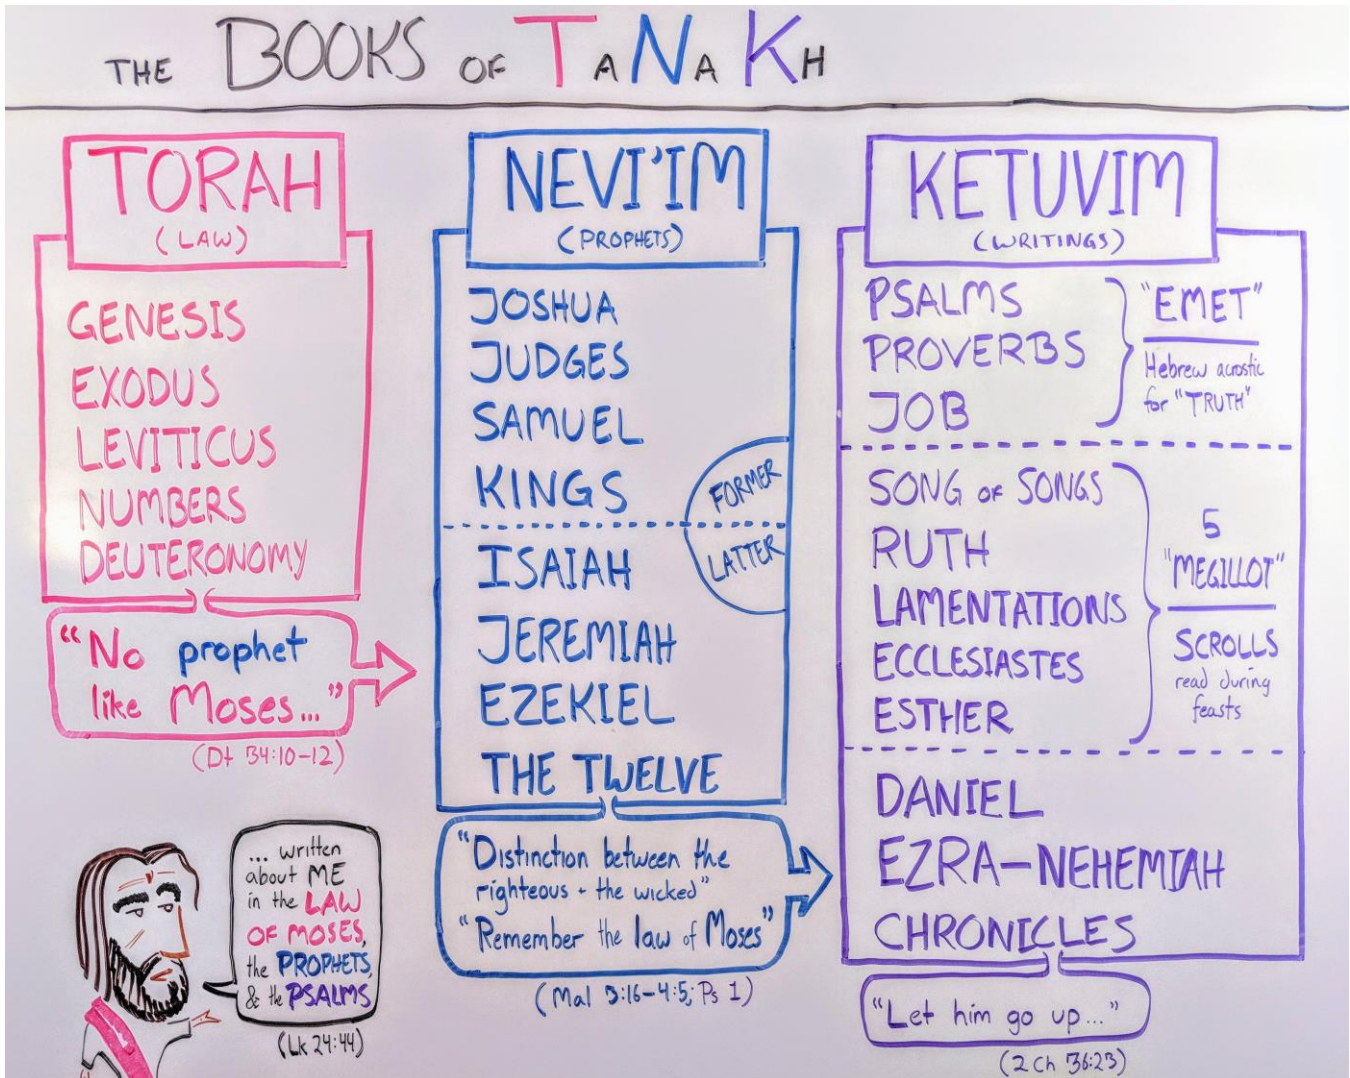 THE BOOKS OF TANAKH
TORAH
(LAW)
GENESIS
EXODUS
LEVITICUS
NUMBERS
DEUTERONOMY
"No prophet
like Moses..."
(Dt 34:10-12)
... written
about ME
in the LAW
OF MOSES,
the PROPHETS,
& the PSALMS
(Lk 24:44)
NEVI'IM
(PROPHETS)
JOSHUA
JUDGES
SAMUEL
KINGS
FORMER
LATTER
ISAIAH
JEREMIAH
EZEKIEL
THE TWELVE
"Distinction between the
righteous + the wicked"
"Remember the law of Moses"
(Mal 3:16-4:5; Ps 1)
KETUVIM
(WRITINGS)
PSALMS
PROVERBS
JOB
"EMET"
Hebrew acrostic
for "TRUTH"
SONG OF SONGS
RUTH
LAMENTATIONS
ECCLESIASTES
ESTHER
5
"MEGILLOT"
SCROLLS
read during
feasts
DANIEL
EZRA-NEHEMIAH
CHRONICLES
"Let him go up..."
(2 Ch 36:23)